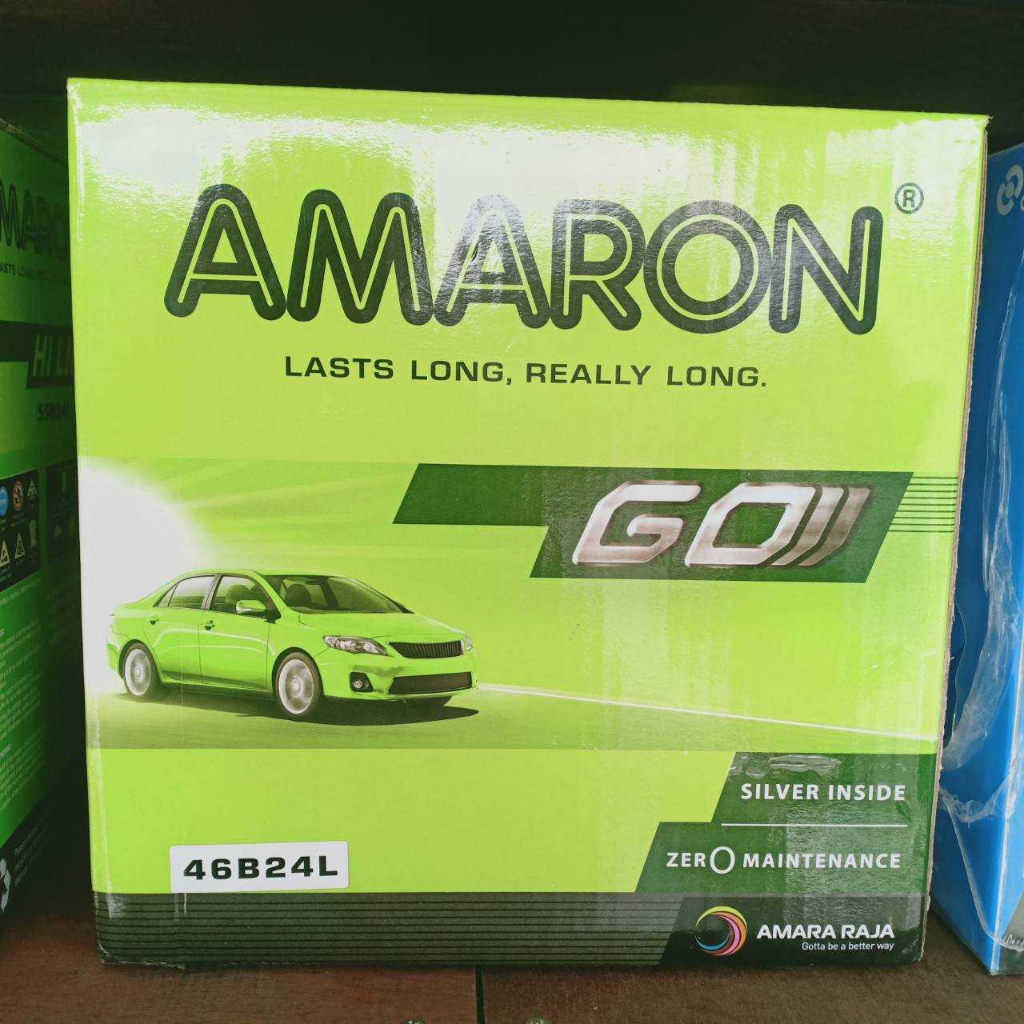 AMARON®
LASTS LONG, REALLY LONG.
GO
SILVER INSIDE
ZERO MAINTENANCE
46B24L
AMARA RAJA
Gotta be a better way